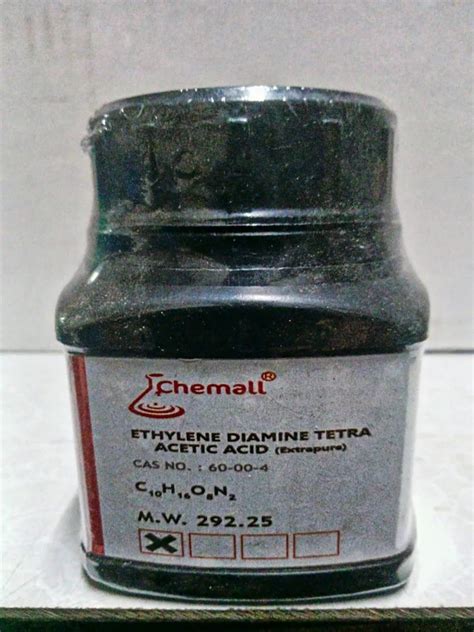 Chemall®
ETHYLENE DIAMINE TETRA
ACETIC ACID (Extrapure)
CAS NO. : 60-00-4
C₁₀H₁₆O₈N₂
M.W. 292.25